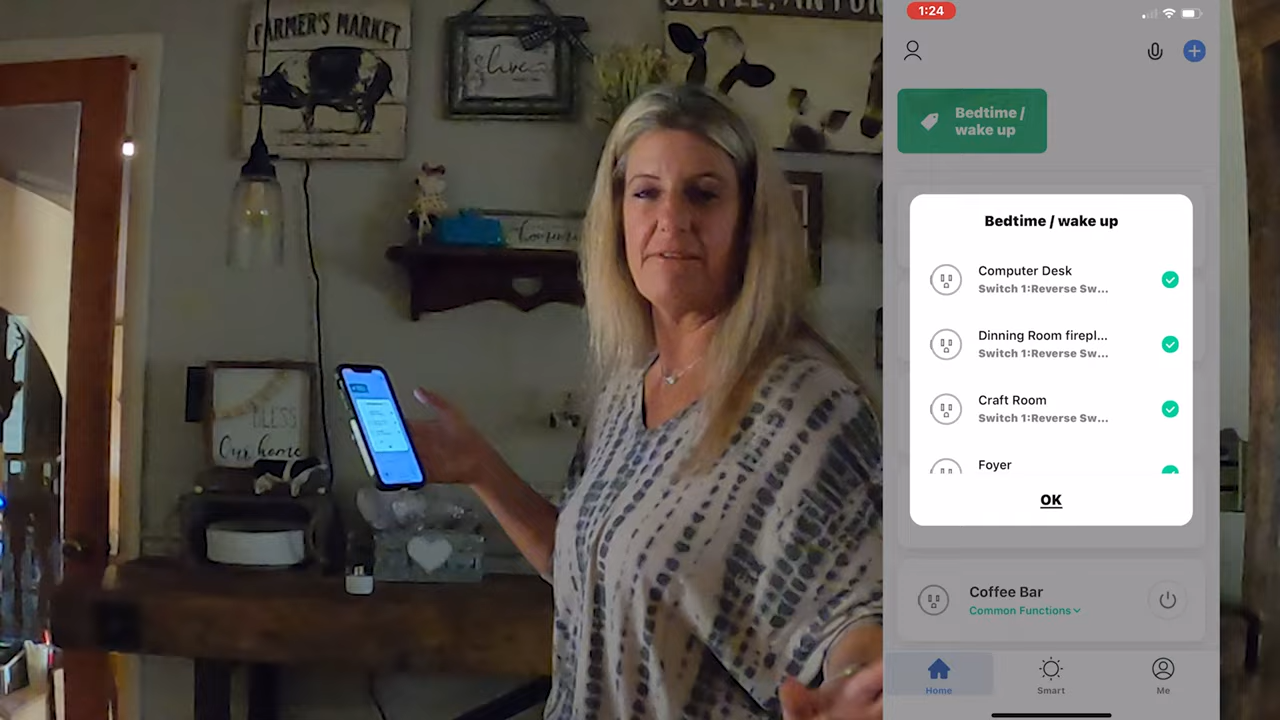 FARMER'S MARKET
live
COFFEE, 
BLESS
Our home
1:24
Bedtime /
wake up
Bedtime / wake up
Computer Desk
Switch 1:Reverse Sw...
Dinning Room firepl...
Switch 1:Reverse Sw...
Craft Room
Switch 1:Reverse Sw...
Foyer
OK
Coffee Bar
Common Functions
Home
Smart
Me